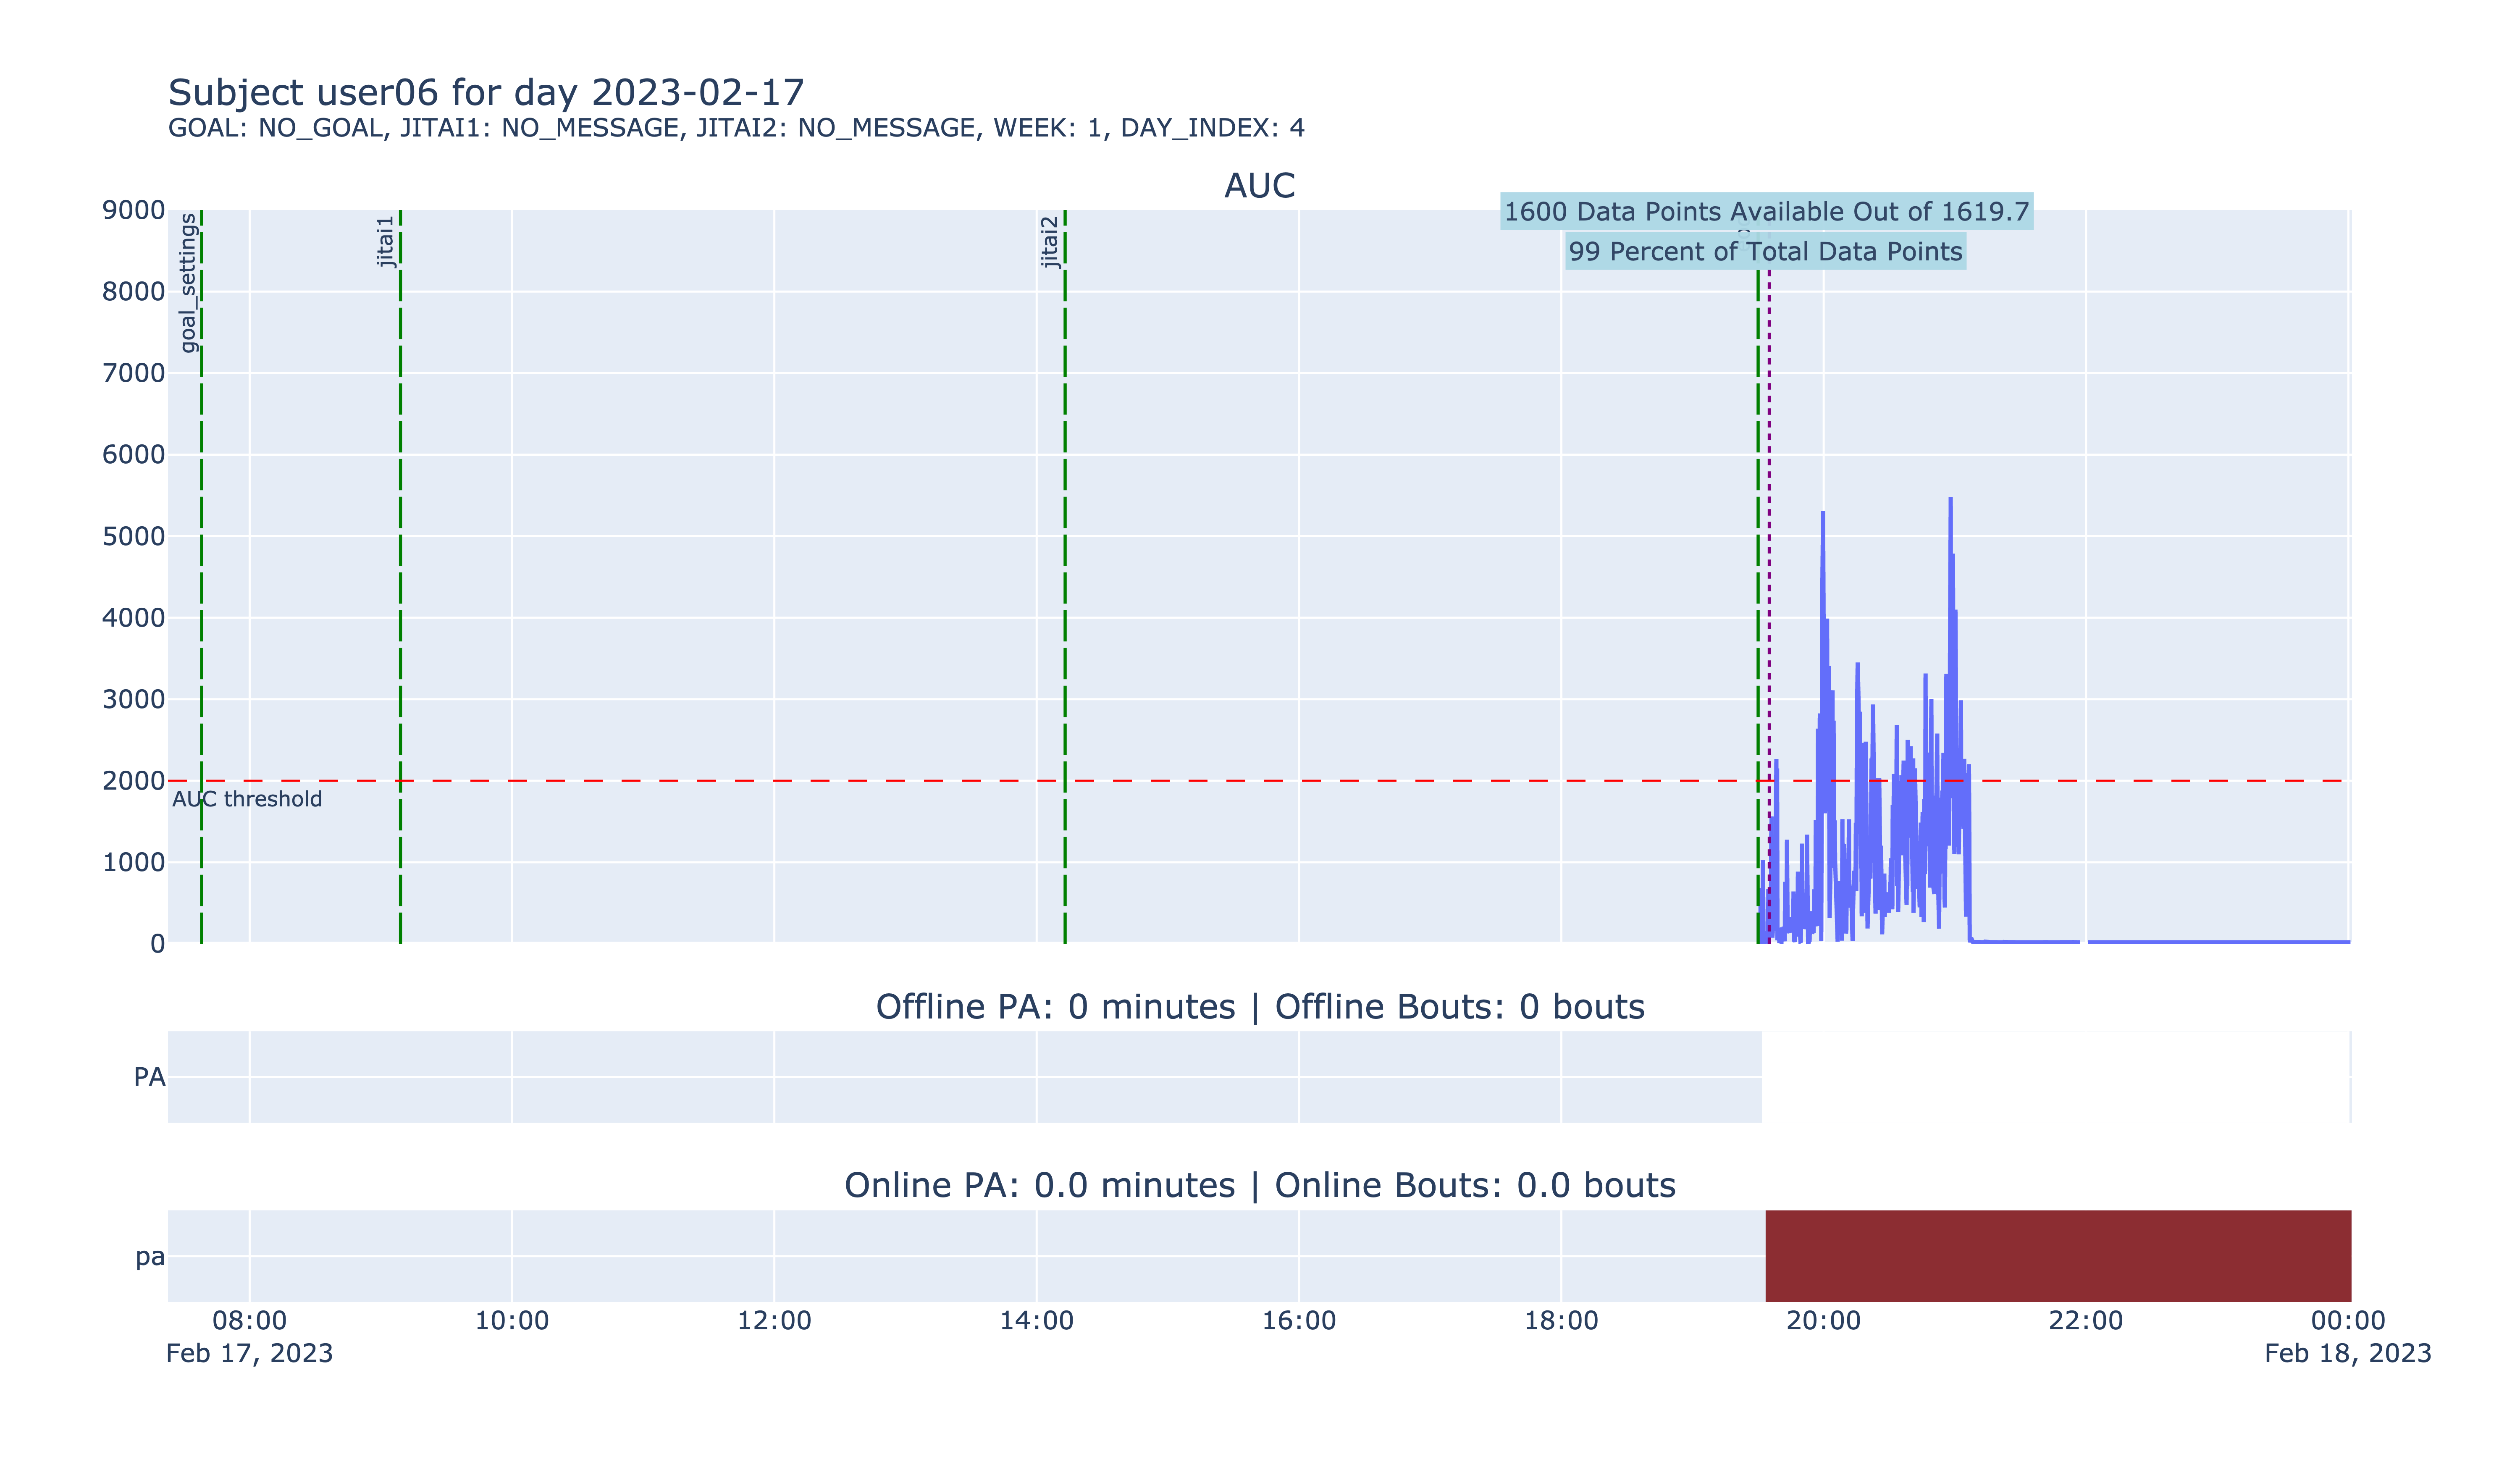 Subject user06 for day 2023-02-17
GOAL: NO_GOAL, JITAI1: NO_MESSAGE, JITAI2: NO_MESSAGE, WEEK: 1, DAY_INDEX: 4
AUC
1600 Data Points Available Out of 1619.7
99 Percent of Total Data Points
goal_settings
jitai1
jitai2
9000
8000
7000
6000
5000
4000
3000
2000
AUC threshold
1000
0
Offline PA: 0 minutes | Offline Bouts: 0 bouts
PA
Online PA: 0.0 minutes | Online Bouts: 0.0 bouts
pa
08:00 10:00 12:00 14:00 16:00 18:00 20:00 22:00 00:00
Feb 17, 2023 Feb 18, 2023